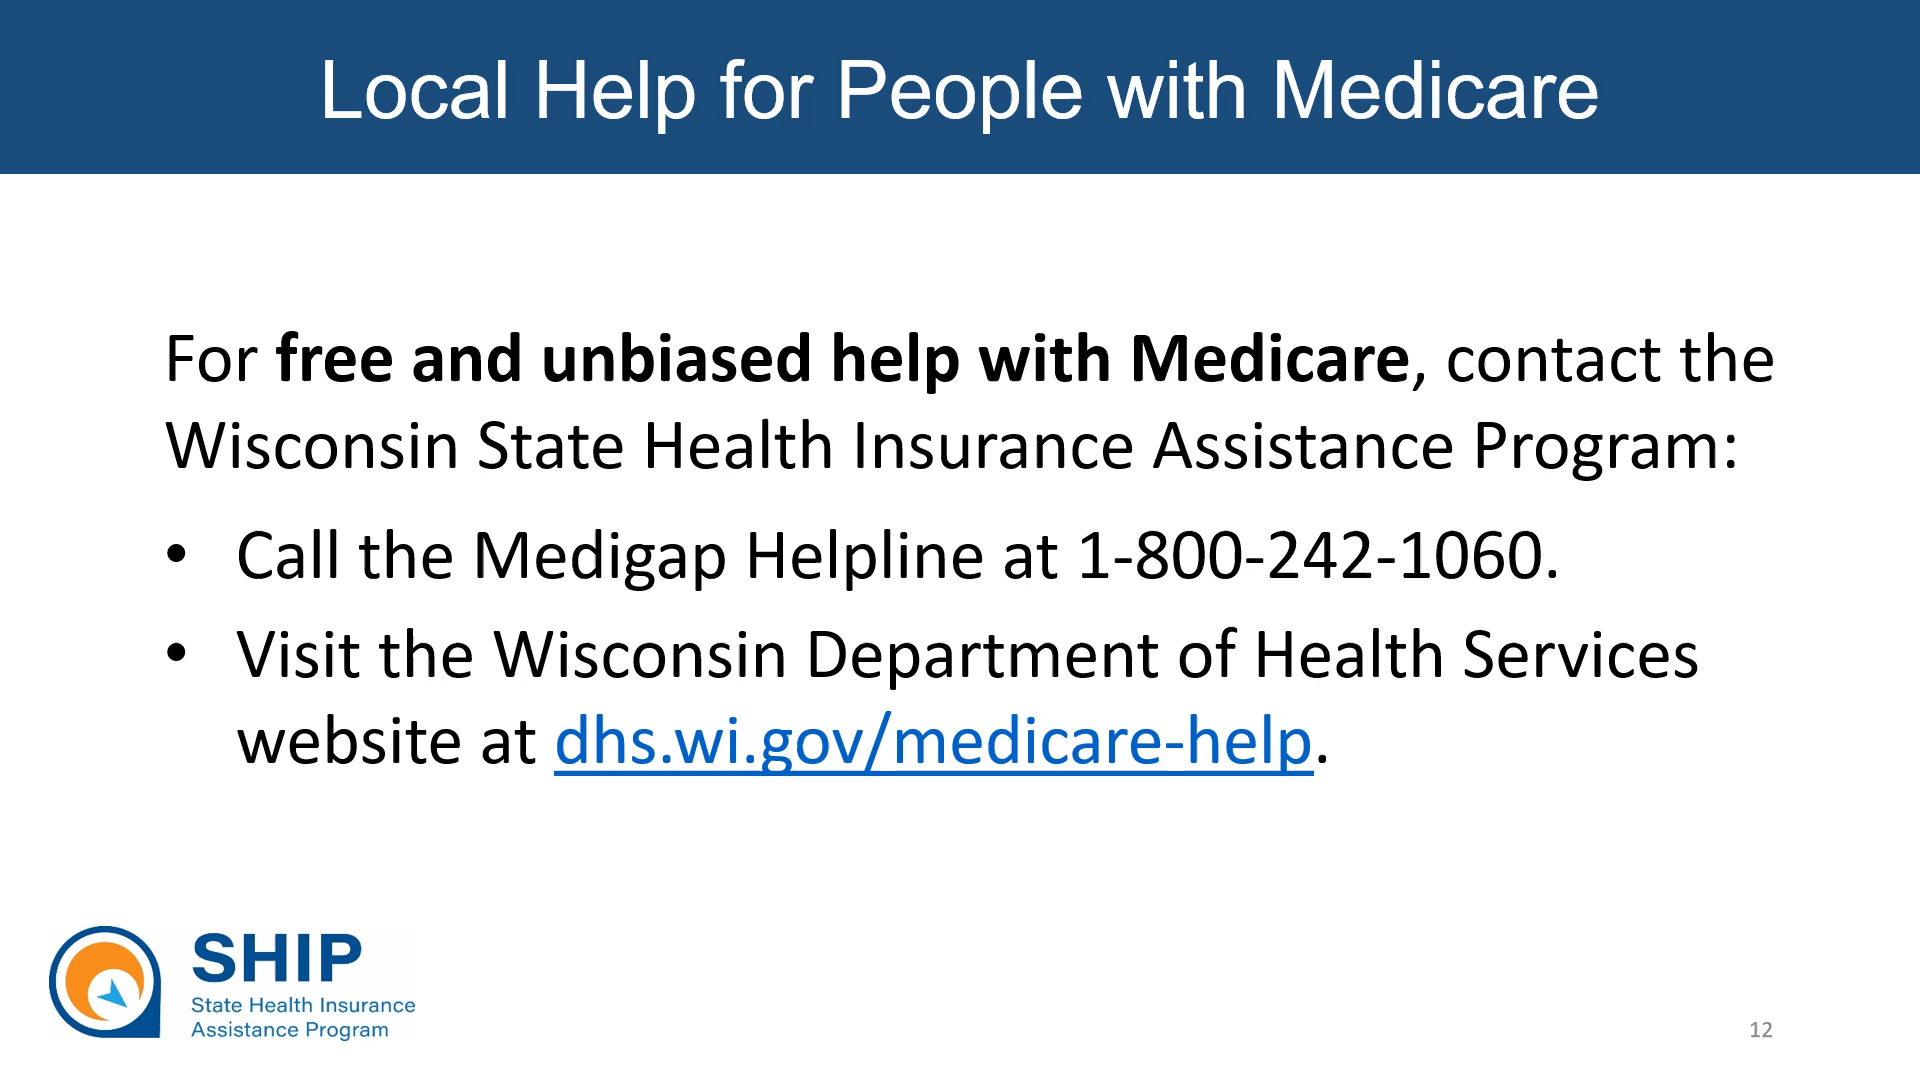 Local Help for People with Medicare
For free and unbiased help with Medicare, contact the
Wisconsin State Health Insurance Assistance Program:
• Call the Medigap Helpline at 1-800-242-1060.
• Visit the Wisconsin Department of Health Services
website at dhs.wi.gov/medicare-help.
SHIP
State Health Insurance
Assistance Program
12